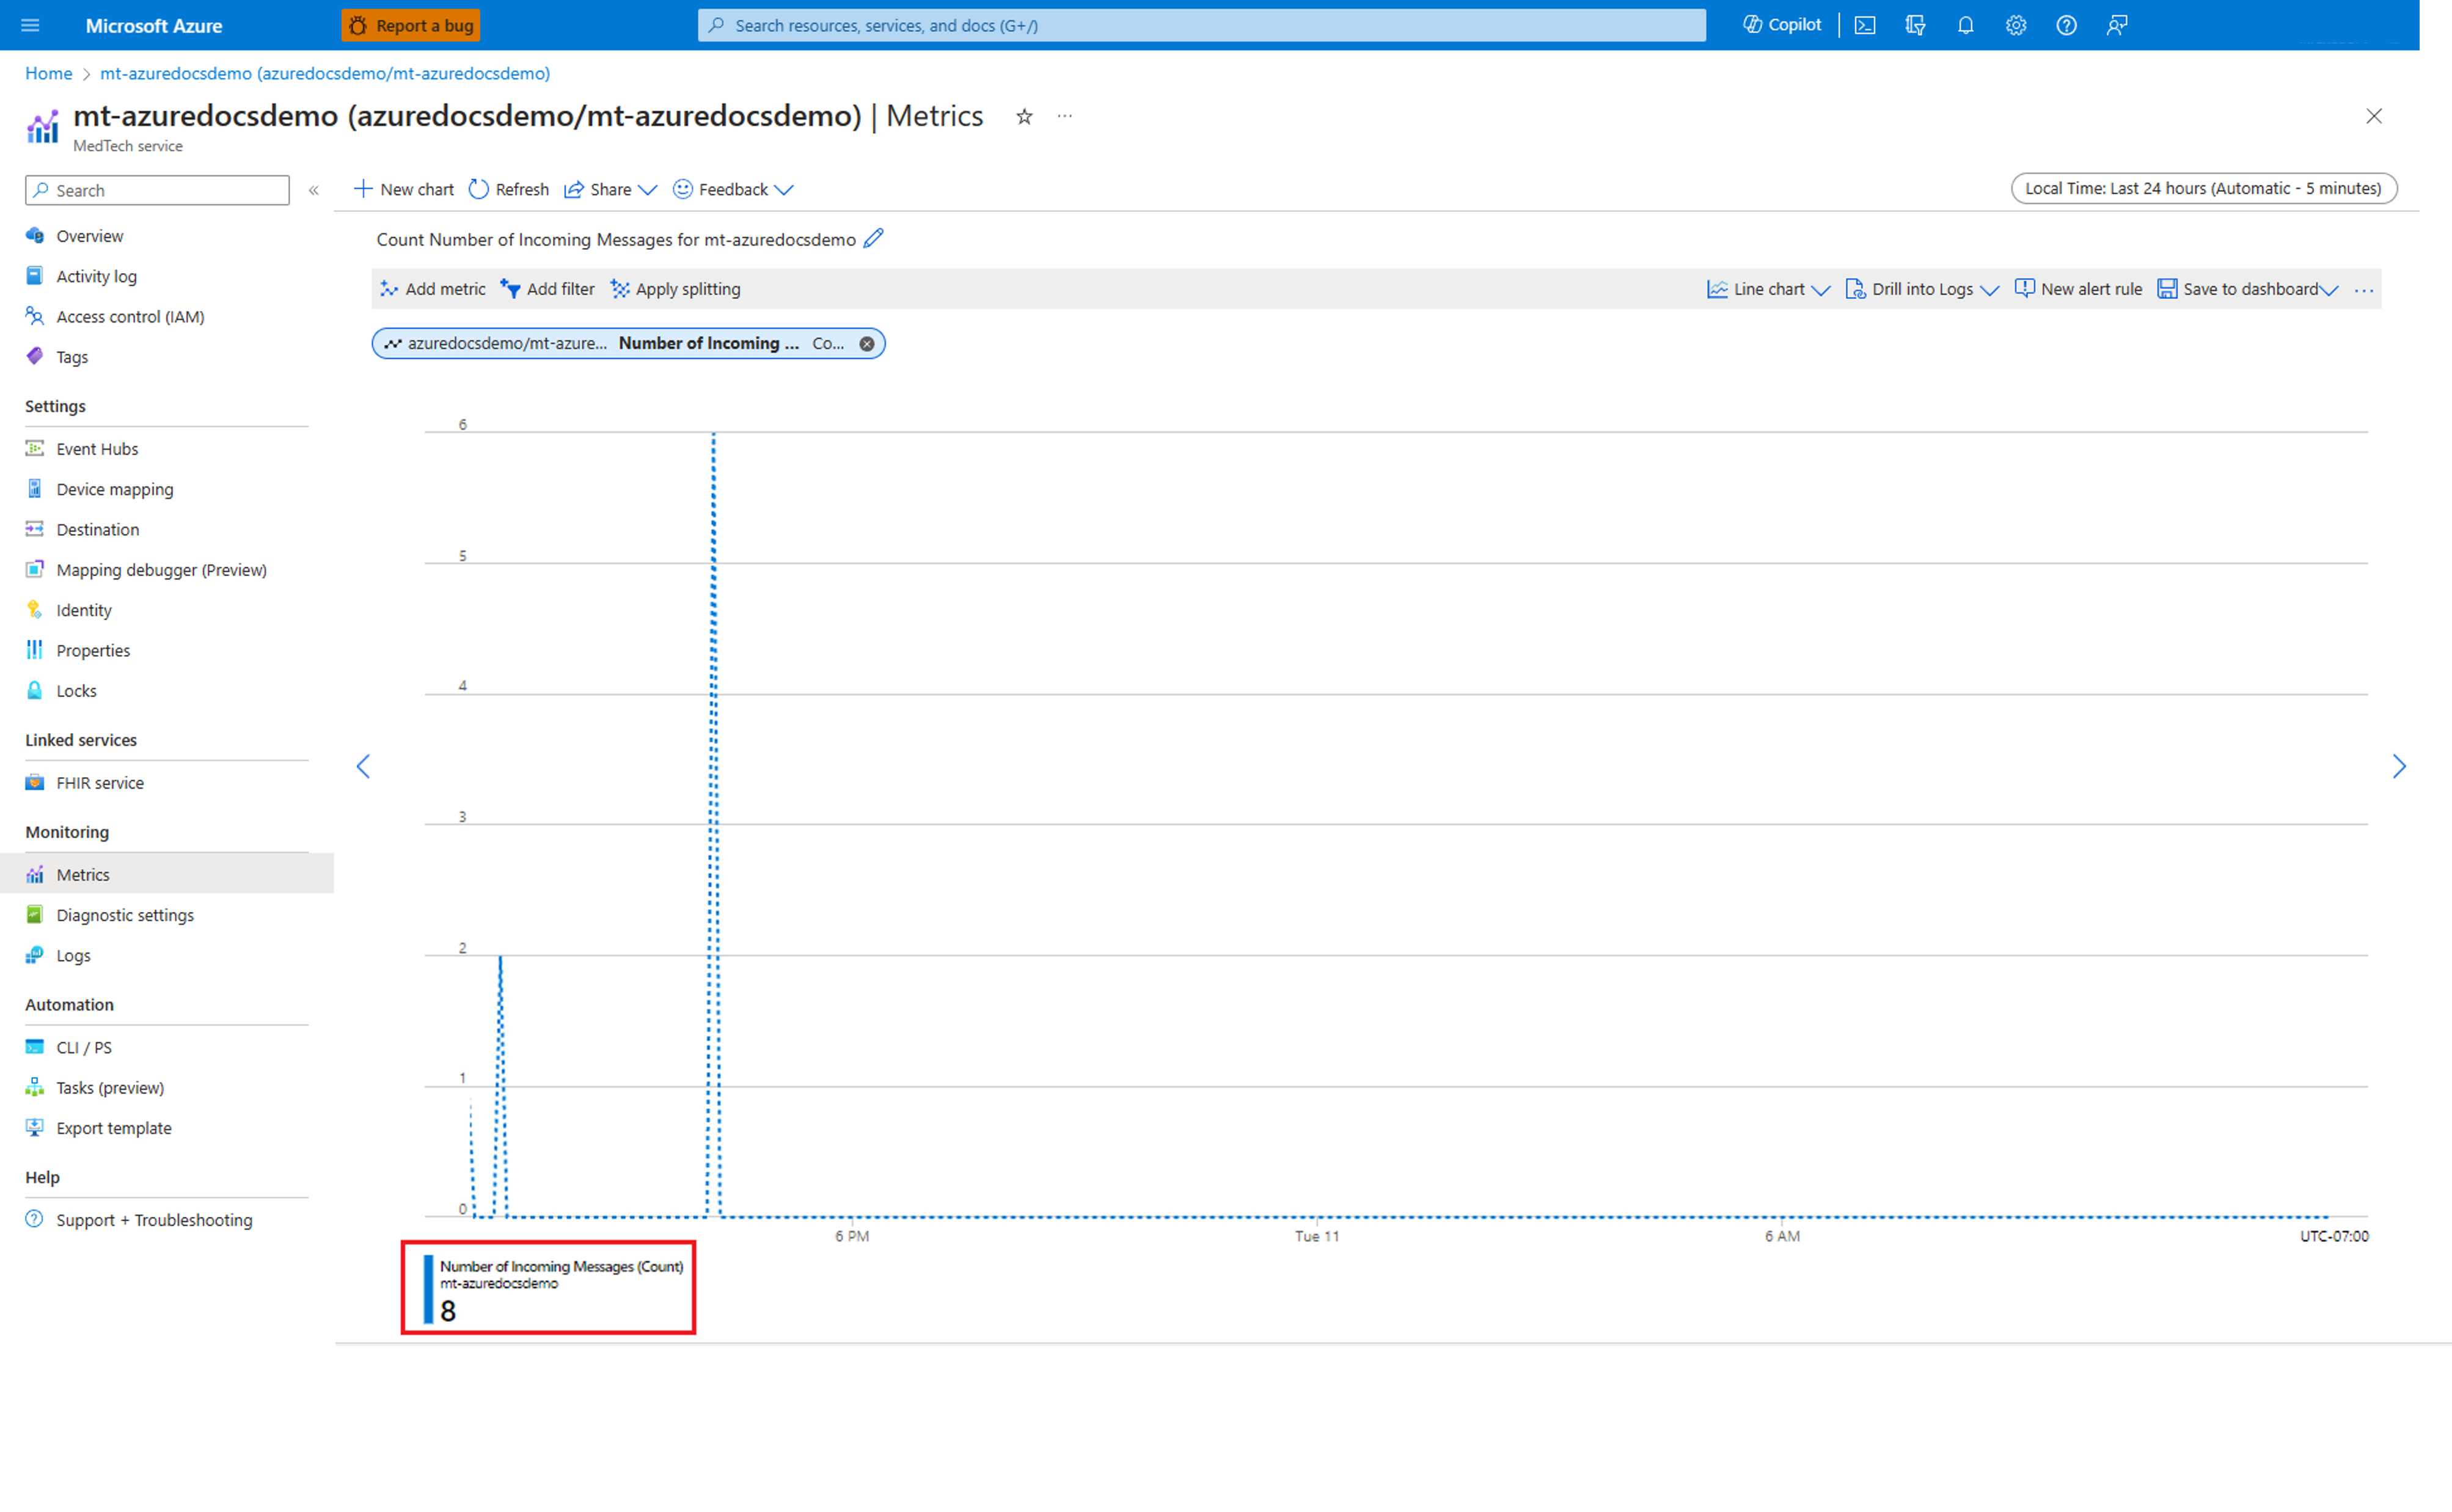 Microsoft Azure
Report a bug
Search resources, services, and docs (G+/)
Copilot
Home > mt-azuredocsdemo (azuredocsdemo/mt-azuredocsdemo)
mt-azuredocsdemo (azuredocsdemo/mt-azuredocsdemo) | Metrics
MedTech service
Search
Overview
Activity log
Access control (IAM)
Tags
Settings
Event Hubs
Device mapping
Destination
Mapping debugger (Preview)
Identity
Properties
Locks
Linked services
FHIR service
Monitoring
Metrics
Diagnostic settings
Logs
Automation
CLI / PS
Tasks (preview)
Export template
Help
Support + Troubleshooting
New chart Refresh Share Feedback
Local Time: Last 24 hours (Automatic - 5 minutes)
Count Number of Incoming Messages for mt-azuredocsdemo
Add metric Add filter Apply splitting
Line chart Drill into Logs New alert rule Save to dashboard
azuredocsdemo/mt-azure... Number of Incoming ... Co...
6
5
4
3
2
1
0
6 PM Tue 11 6 AM UTC-07:00
Number of Incoming Messages (Count)
mt-azuredocsdemo
8